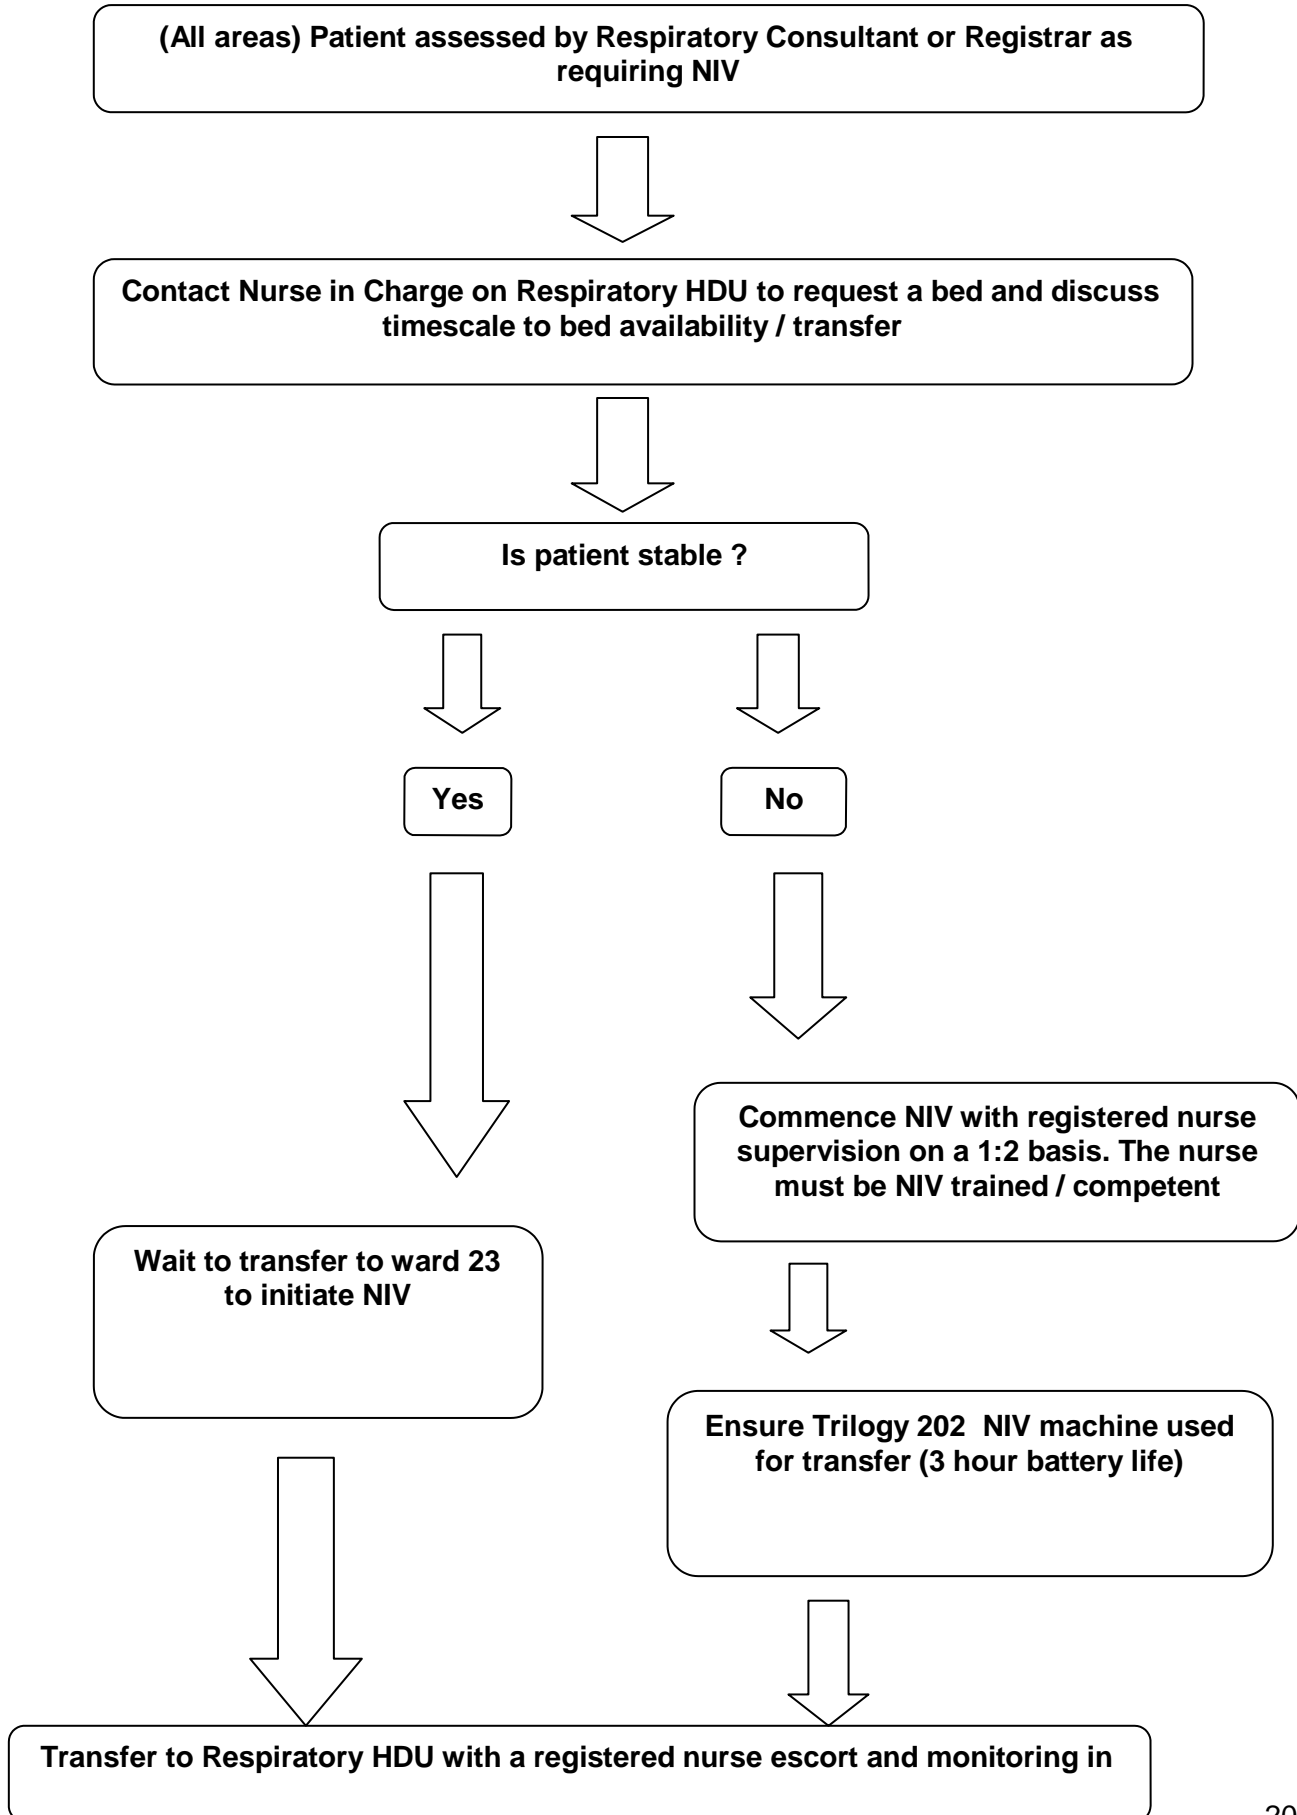 (All areas) Patient assessed by Respiratory Consultant or Registrar as
requiring NIV
Contact Nurse in Charge on Respiratory HDU to request a bed and discuss
timescale to bed availability / transfer
Is patient stable ?
Yes
No
Commence NIV with registered nurse
supervision on a 1:2 basis. The nurse
must be NIV trained / competent
Wait to transfer to ward 23
to initiate NIV
Ensure Trilogy 202  NIV machine used
for transfer (3 hour battery life)
Transfer to Respiratory HDU with a registered nurse escort and monitoring in
20